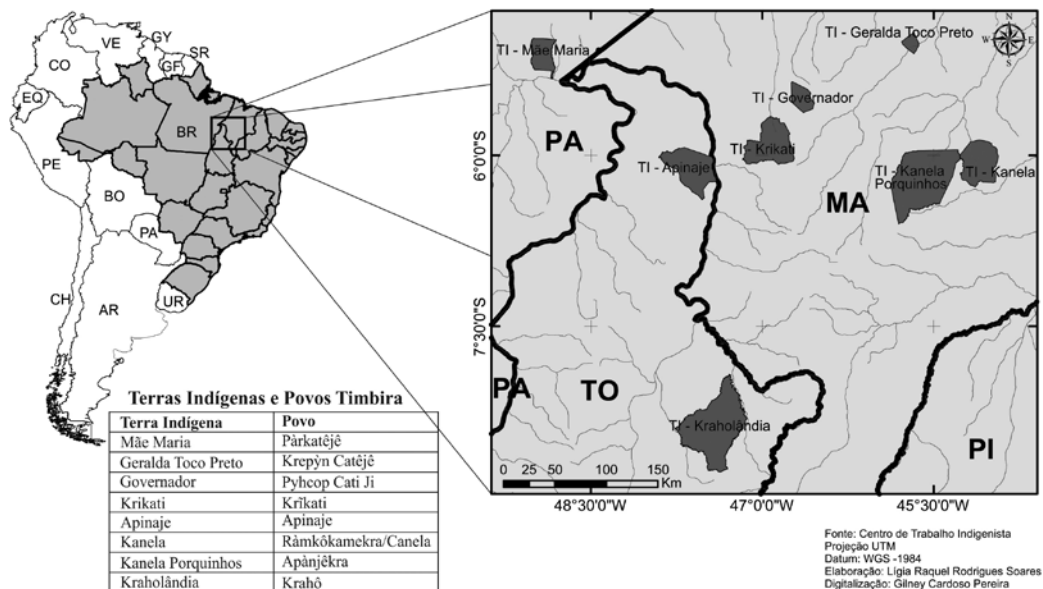 VE
GY
SR
GF
CO
EQ
BR
PE
BO
PA
CH
AR
UR
TI - Mãe Maria
TI - Geralda Toco Preto
N
W
E
S
TI - Governador
PA
TI - Krikati
TI - Apinaje
TI - Kanela
Porquinhos
TI - Kanela
MA
6°0'0"S
7°30'0"S
PA
TO
TI - Kraholândia
PI
0 25 50 100 150
Km
48°30'0"W
47°0'0"W
45°30'0"W
Terras Indígenas e Povos Timbira
Terra Indígena Povo
Mãe Maria Pàrkatêjê
Geralda Toco Preto Krepỳn Catêjê
Governador Pyhcop Cati Ji
Krikati Krĩkati
Apinaje Apinaje
Kanela Ràmkôkamekra/Canela
Kanela Porquinhos Apànjêkra
Kraholândia Krahô
Fonte: Centro de Trabalho Indigenista
Projeção UTM
Datum: WGS -1984
Elaboração: Lígia Raquel Rodrigues Soares
Digitalização: Gilney Cardoso Pereira